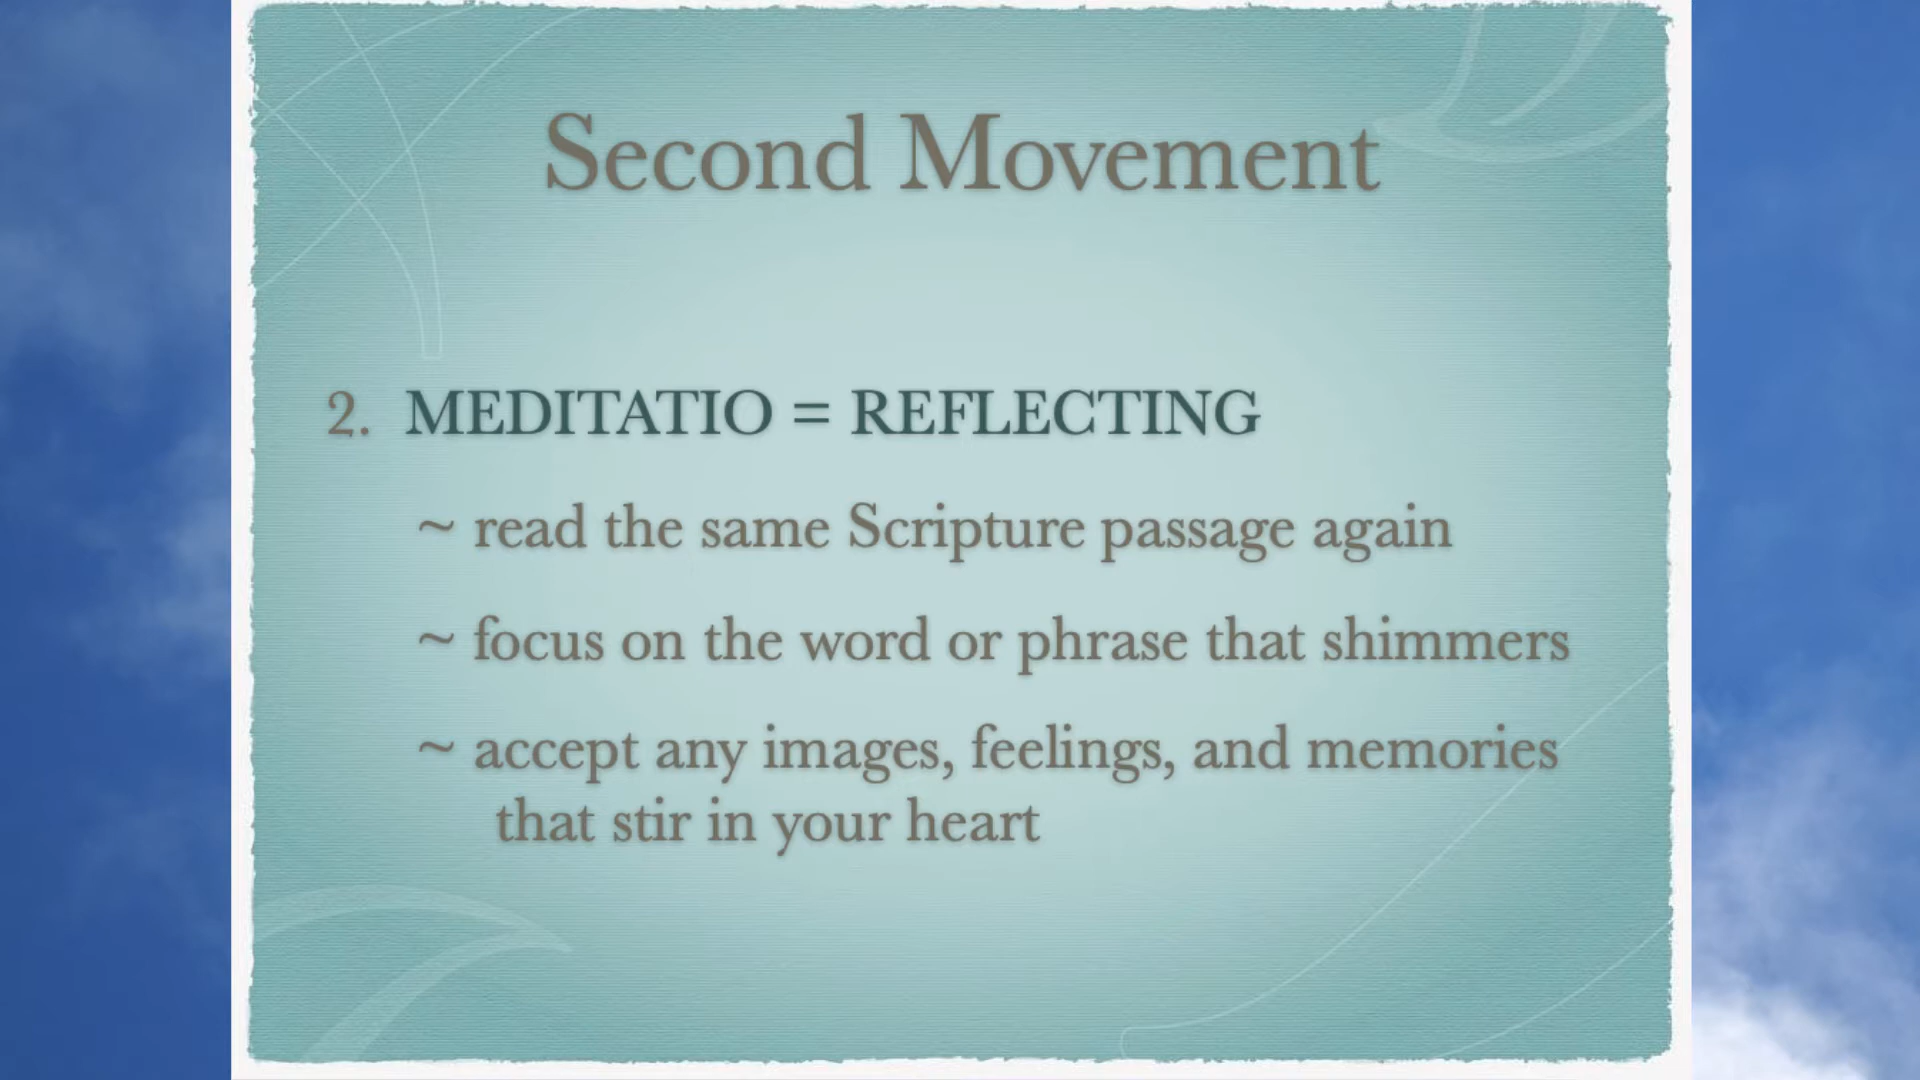 Second Movement
2. MEDITATIO = REFLECTING
~ read the same Scripture passage again
~ focus on the word or phrase that shimmers
~ accept any images, feelings, and memories
that stir in your heart